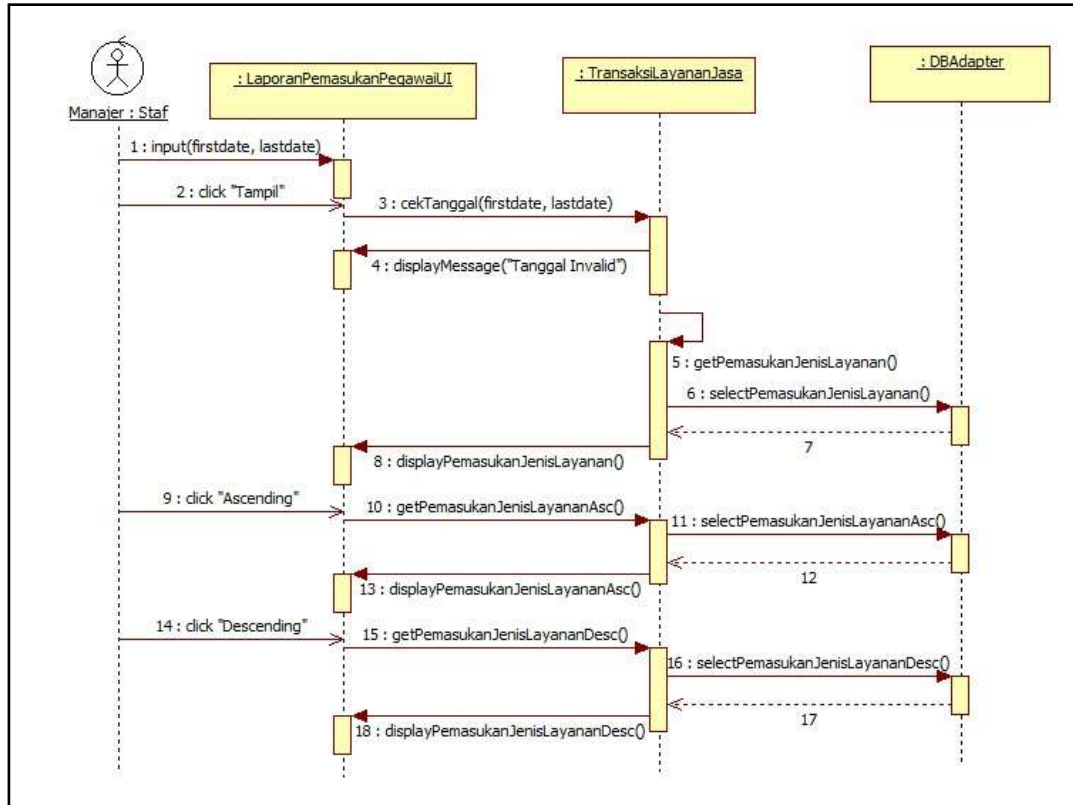 : LaporanPemasukanPegawaiUI
: TransaksiLayananJasa
: DBAdapter
Manajer : Staf
1 : input(firstdate, lastdate)
2 : click "Tampil"
3 : cekTanggal(firstdate, lastdate)
4 : displayMessage("Tanggal Invalid")
5 : getPemasukanJenisLayanan()
6 : selectPemasukanJenisLayanan()
7
8 : displayPemasukanJenisLayanan()
9 : click "Ascending"
10 : getPemasukanJenisLayananAsc()
11 : selectPemasukanJenisLayananAsc()
12
13 : displayPemasukanJenisLayananAsc()
14 : click "Descending"
15 : getPemasukanJenisLayananDesc()
16 : selectPemasukanJenisLayananDesc()
17
18 : displayPemasukanJenisLayananDesc()